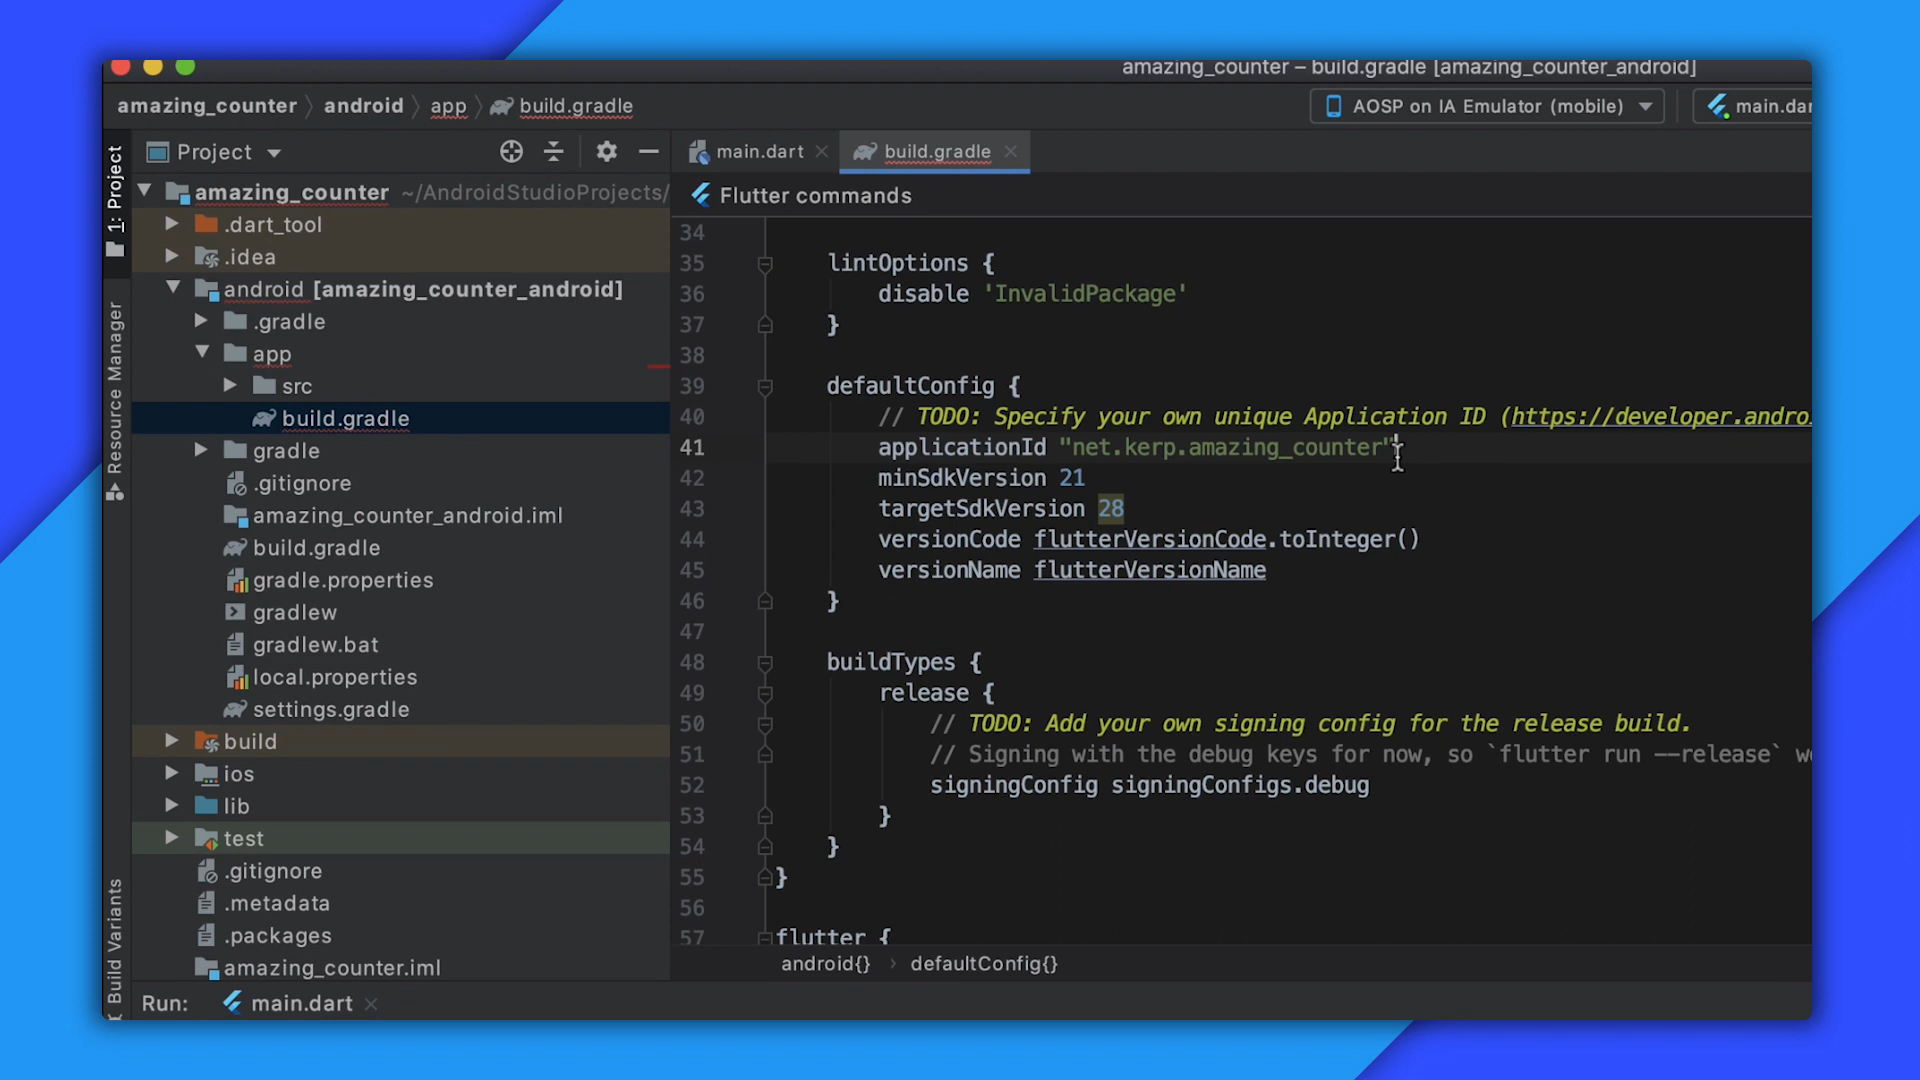 amazing_counter – build.gradle [amazing_counter_android]
amazing_counter android app build.gradle
AOSP on IA Emulator (mobile)
main.dar
1: Project
Resource Manager
Build Variants
Project
amazing_counter ~/AndroidStudioProjects/
.dart_tool
.idea
android [amazing_counter_android]
.gradle
app
src
build.gradle
gradle
.gitignore
amazing_counter_android.iml
build.gradle
gradle.properties
gradlew
gradlew.bat
local.properties
settings.gradle
build
ios
lib
test
.gitignore
.metadata
.packages
amazing_counter.iml
main.dart
build.gradle
Flutter commands
34
35 lintOptions {
36 disable 'InvalidPackage'
37 }
38
39 defaultConfig {
40 // TODO: Specify your own unique Application ID (https://developer.andro
41 applicationId "net.kerp.amazing_counter"
42 minSdkVersion 21
43 targetSdkVersion 28
44 versionCode flutterVersionCode.toInteger()
45 versionName flutterVersionName
46 }
47
48 buildTypes {
49 release {
50 // TODO: Add your own signing config for the release build.
51 // Signing with the debug keys for now, so `flutter run --release` w
52 signingConfig signingConfigs.debug
53 }
54 }
55 }
56
57 flutter {
android{} › defaultConfig{}
Run: main.dart